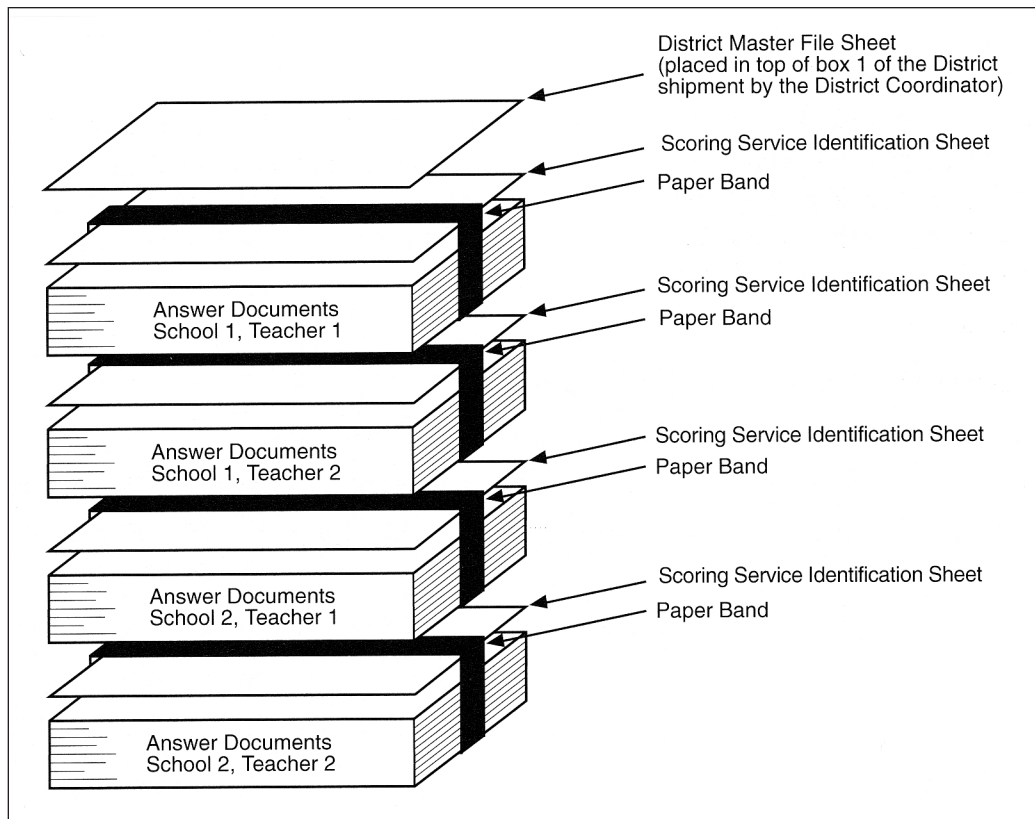 District Master File Sheet
(placed in top of box 1 of the District
shipment by the District Coordinator)
Scoring Service Identification Sheet
Paper Band
Answer Documents
School 1, Teacher 1
Scoring Service Identification Sheet
Paper Band
Answer Documents
School 1, Teacher 2
Scoring Service Identification Sheet
Paper Band
Answer Documents
School 2, Teacher 1
Scoring Service Identification Sheet
Paper Band
Answer Documents
School 2, Teacher 2